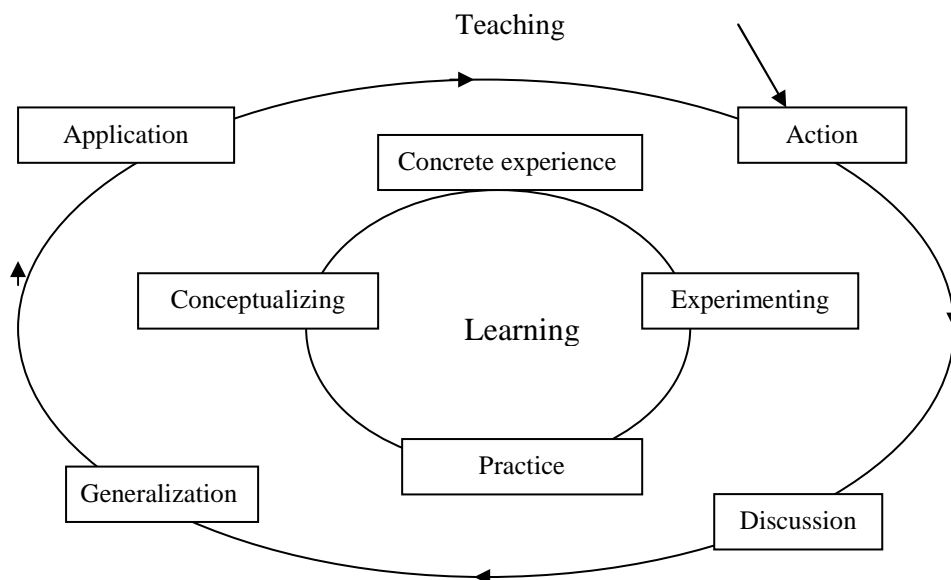 Teaching
Application
Action
Concrete experience
Conceptualizing
Experimenting
Learning
Practice
Generalization
Discussion